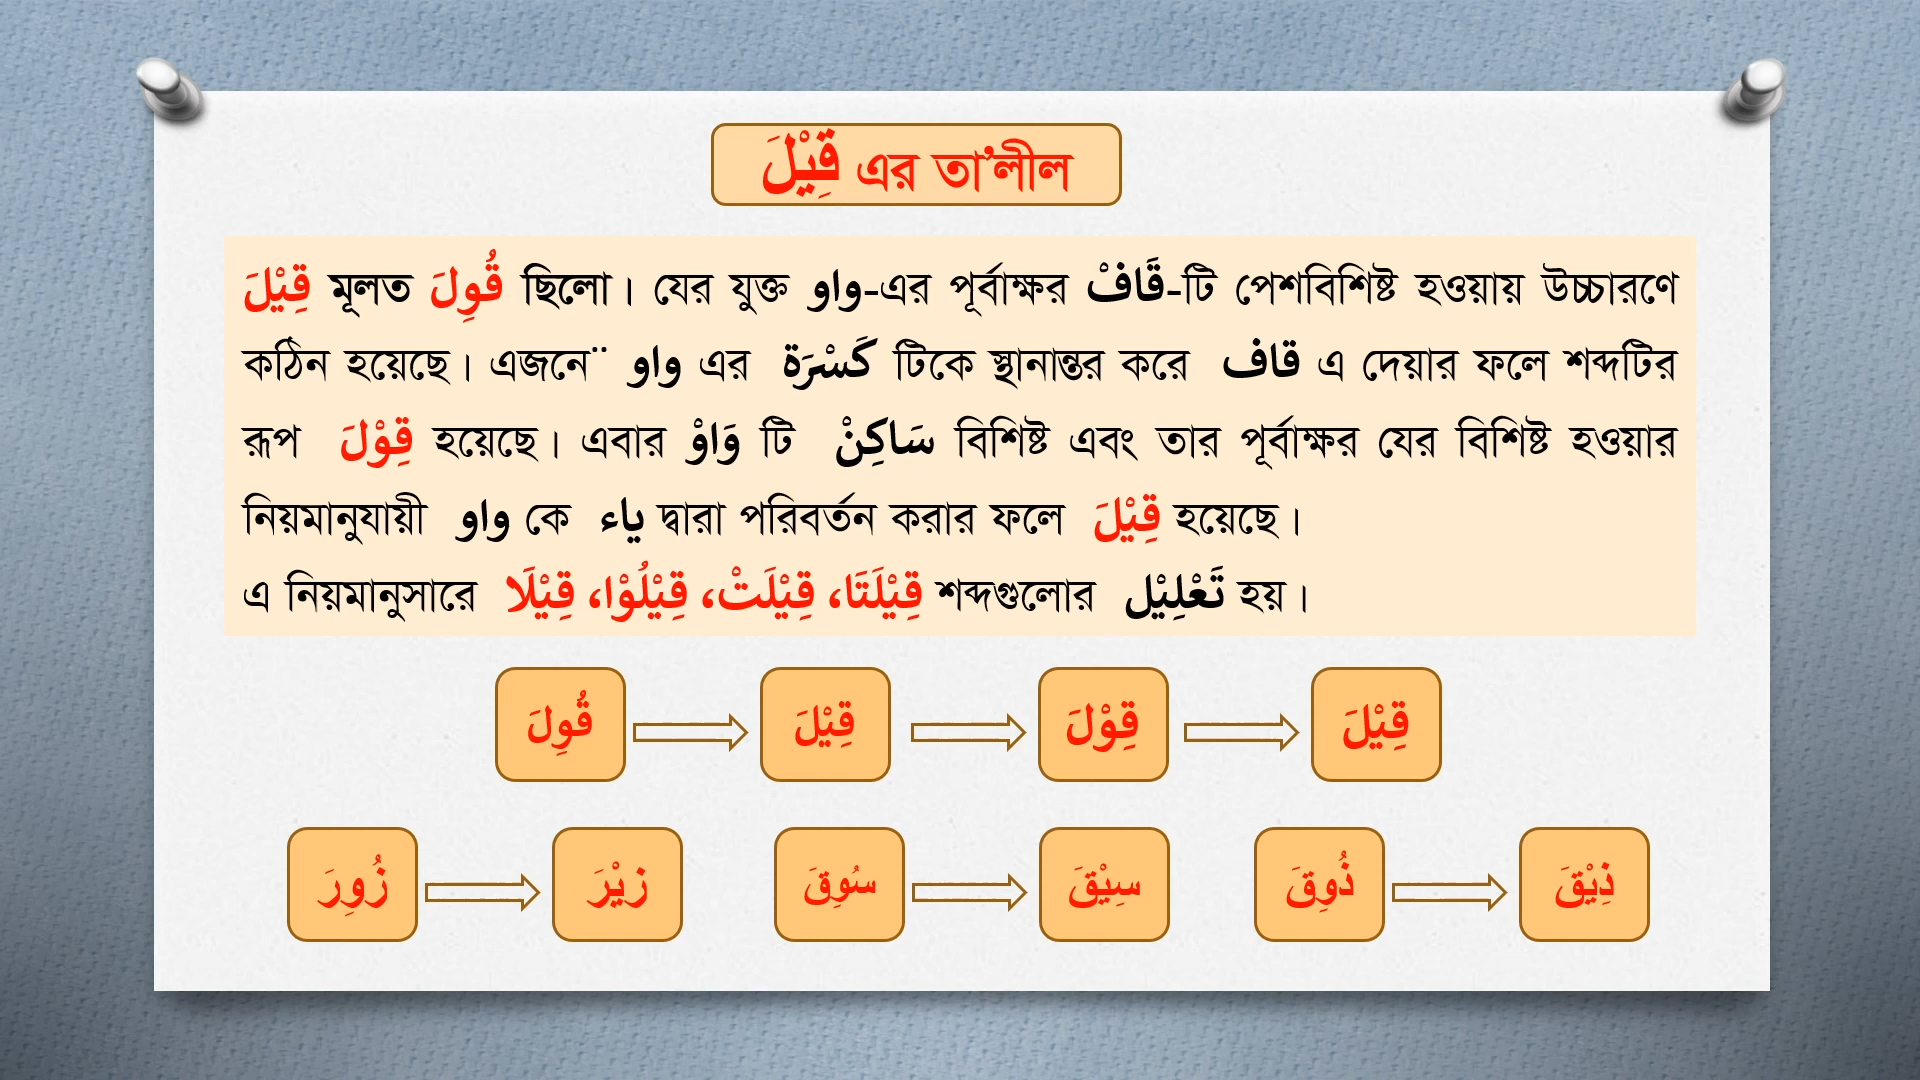 قِيْلَ এর তা’লীল
قِيْلَ মূলত قُوِلَ ছিলো। যের যুক্ত واو-এর পূর্বাক্ষর قَافْ-টি পেশবিশিষ্ট হওয়ায় উচ্চারণে
কঠিন হয়েছে। এজনে¨ واو এর كَسْرَة টিকে স্থানান্তর করে قاف এ দেয়ার ফলে শব্দটির
রূপ قِوْلَ হয়েছে। এবার وَاوْ টি سَاكِنْ বিশিষ্ট এবং তার পূর্বাক্ষর যের বিশিষ্ট হওয়ার
নিয়মানুযায়ী واو কে ياء দ্বারা পরিবর্তন করার ফলে قِيْلَ হয়েছে।
এ নিয়মানুসারে قِيْلَتَا، قِيْلَتْ، قِيْلُوْا، قِيْلَا শব্দগুলোর تَعْلِيْل হয়।
قُوِلَ قِيْلَ قِوْلَ قِيْلَ
زُوِرَ زيْرَ سُوِقَ سِيْقَ ذُوِقَ ذِيْقَ